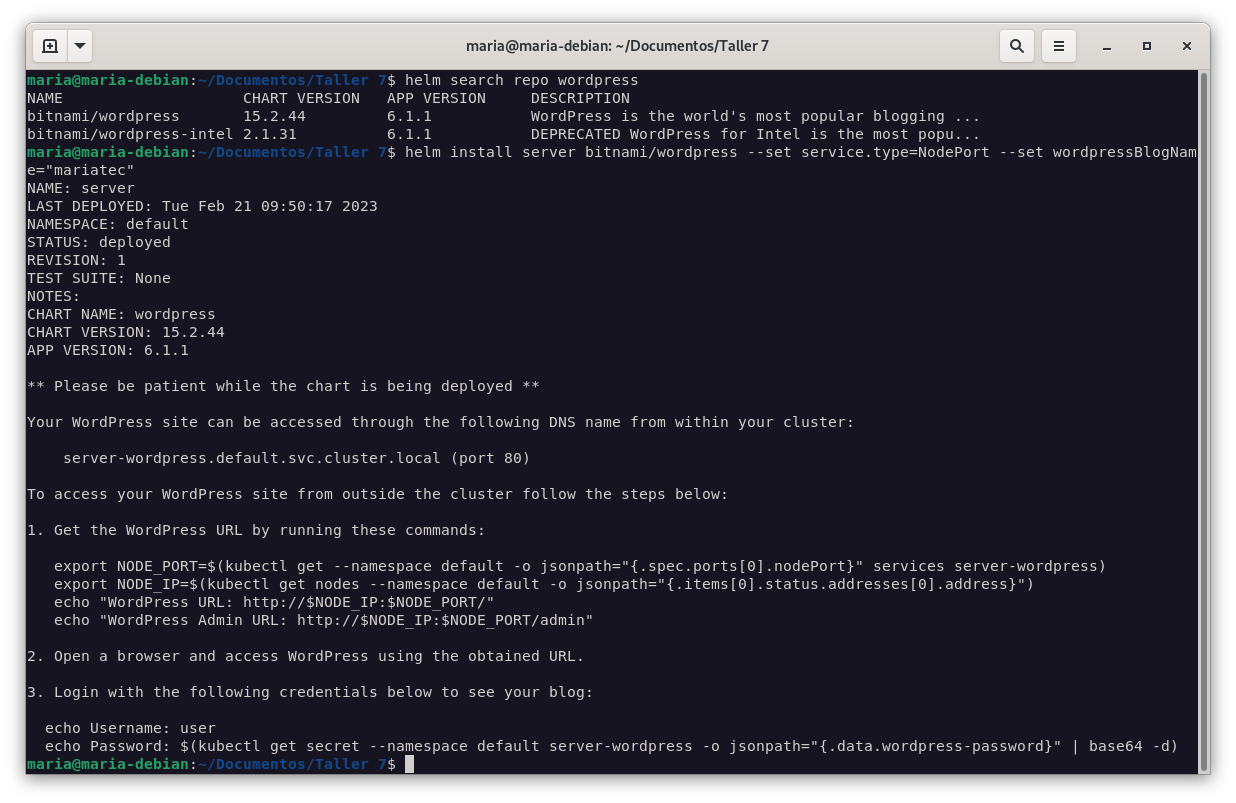 maria@maria-debian: ~/Documentos/Taller 7
maria@maria-debian:~/Documentos/Taller 7$ helm search repo wordpress
NAME                    CHART VERSION   APP VERSION     DESCRIPTION
bitnami/wordpress       15.2.44         6.1.1           WordPress is the world's most popular blogging ...
bitnami/wordpress-intel 2.1.31          6.1.1           DEPRECATED WordPress for Intel is the most popu...
maria@maria-debian:~/Documentos/Taller 7$ helm install server bitnami/wordpress --set service.type=NodePort --set wordpressBlogNam
e="mariatec"
NAME: server
LAST DEPLOYED: Tue Feb 21 09:50:17 2023
NAMESPACE: default
STATUS: deployed
REVISION: 1
TEST SUITE: None
NOTES:
CHART NAME: wordpress
CHART VERSION: 15.2.44
APP VERSION: 6.1.1
** Please be patient while the chart is being deployed **
Your WordPress site can be accessed through the following DNS name from within your cluster:
    server-wordpress.default.svc.cluster.local (port 80)
To access your WordPress site from outside the cluster follow the steps below:
1. Get the WordPress URL by running these commands:
   export NODE_PORT=$(kubectl get --namespace default -o jsonpath="{.spec.ports[0].nodePort}" services server-wordpress)
   export NODE_IP=$(kubectl get nodes --namespace default -o jsonpath="{.items[0].status.addresses[0].address}")
   echo "WordPress URL: http://$NODE_IP:$NODE_PORT/"
   echo "WordPress Admin URL: http://$NODE_IP:$NODE_PORT/admin"
2. Open a browser and access WordPress using the obtained URL.
3. Login with the following credentials below to see your blog:
  echo Username: user
  echo Password: $(kubectl get secret --namespace default server-wordpress -o jsonpath="{.data.wordpress-password}" | base64 -d)
maria@maria-debian:~/Documentos/Taller 7$